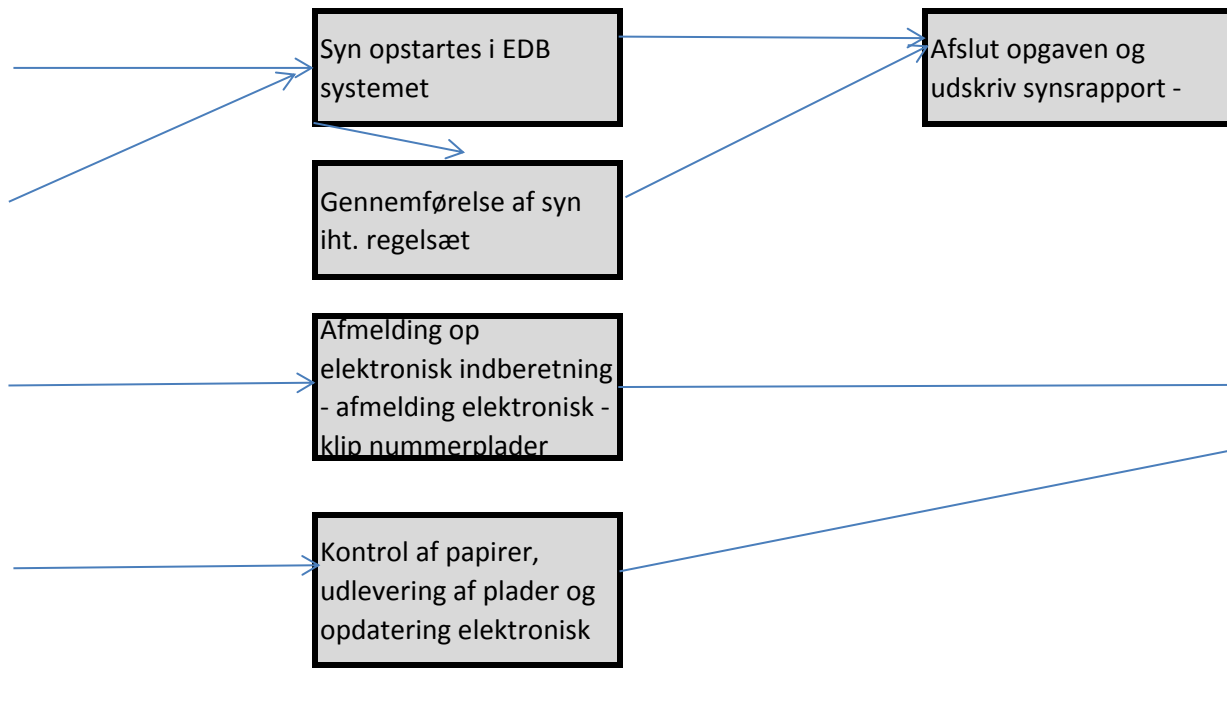 Syn opstartes i EDB
systemet
Afslut opgaven og
udskriv synsrapport -
Gennemførelse af syn
iht. regelsæt
Afmelding op
elektronisk indberetning
- afmelding elektronisk -
klip nummerplader
Kontrol af papirer,
udlevering af plader og
opdatering elektronisk